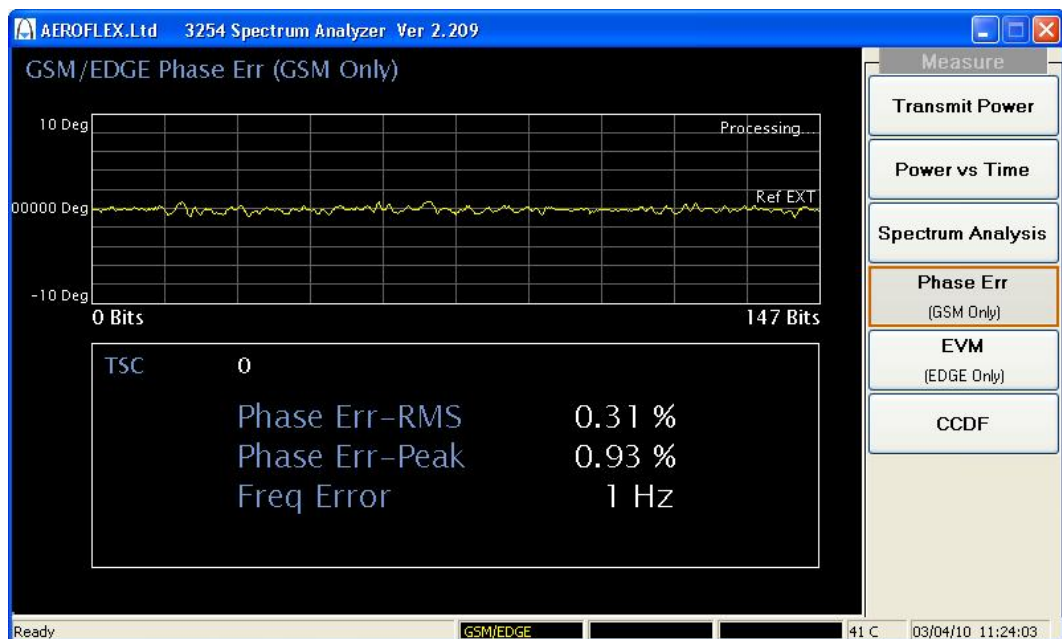 AEROFLEX.Ltd 3254 Spectrum Analyzer Ver 2.209
GSM/EDGE Phase Err (GSM Only)
10 Deg
Processing...
00000 Deg
Ref EXT
-10 Deg
0 Bits
147 Bits
TSC 0
Phase Err-RMS 0.31 %
Phase Err-Peak 0.93 %
Freq Error 1 Hz
Measure
Transmit Power
Power vs Time
Spectrum Analysis
Phase Err
(GSM Only)
EVM
(EDGE Only)
CCDF
Ready
GSM/EDGE
41 C
03/04/10 11:24:03